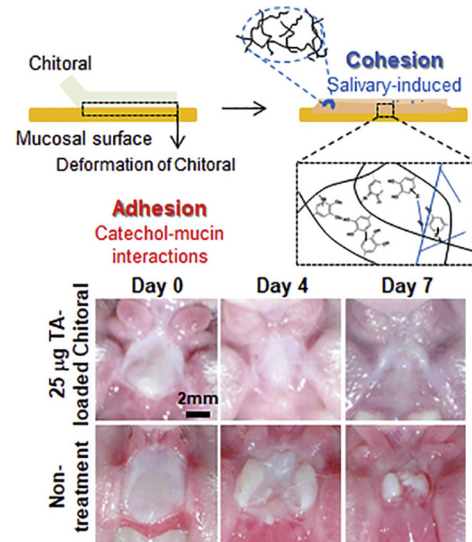 Chitoral
Cohesion
Salivary-induced
Mucosal surface
Deformation of Chitoral
Adhesion
Catechol-mucin
interactions
Day 0 Day 4 Day 7
25 μg TA-
loaded Chitoral
2mm
Non-
treatment